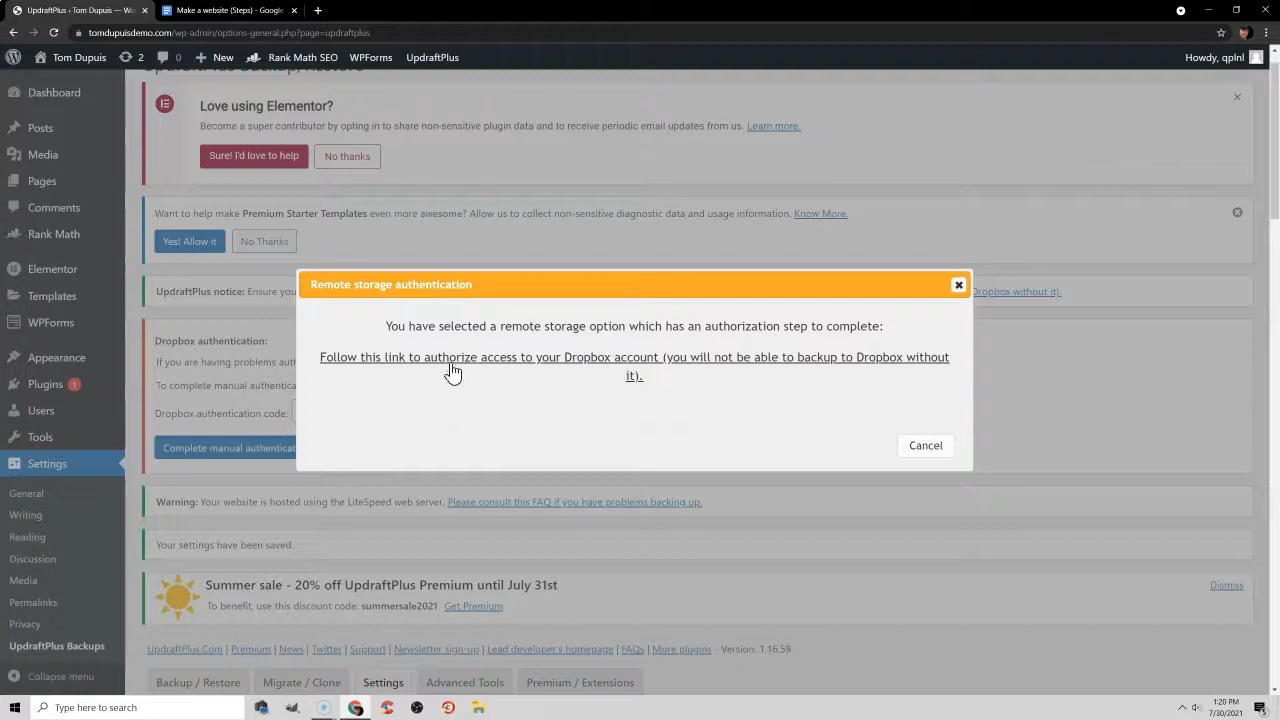 UpdraftPlus - Tom Dupuis — Wo
Make a website (Steps) - Google
tomdupuisdemo.com/wp-admin/options-general.php?page=updraftplus
Tom Dupuis 2 0 New Rank Math SEO WPForms UpdraftPlus Howdy, qplnl
Dashboard
Posts
Media
Pages
Comments
Rank Math
Elementor
Templates
WPForms
Appearance
Plugins 1
Users
Tools
Settings
General
Writing
Reading
Discussion
Media
Permalinks
Privacy
UpdraftPlus Backups
Collapse menu
Love using Elementor?
Become a super contributor by opting in to share non-sensitive plugin data and to receive periodic email updates from us. Learn more.
Sure! I'd love to help No thanks
Want to help make Premium Starter Templates even more awesome? Allow us to collect non-sensitive diagnostic data and usage information. Know More.
Yes! Allow it No Thanks
UpdraftPlus notice: Ensure you
Dropbox without it).
Dropbox authentication:
If you are having problems auth
To complete manual authentica
Dropbox authentication code:
Complete manual authenticat
Remote storage authentication
You have selected a remote storage option which has an authorization step to complete:
Follow this link to authorize access to your Dropbox account (you will not be able to backup to Dropbox without
it).
Cancel
Warning: Your website is hosted using the LiteSpeed web server. Please consult this FAQ if you have problems backing up.
Your settings have been saved.
Summer sale - 20% off UpdraftPlus Premium until July 31st
Dismiss
To benefit, use this discount code: summersale2021 Get Premium
UpdraftPlus.Com | Premium | News | Twitter | Support | Newsletter sign-up | Lead developer's homepage | FAQs | More plugins - Version: 1.16.59
Backup / Restore Migrate / Clone Settings Advanced Tools Premium / Extensions
Type here to search
1:20 PM
7/30/2021